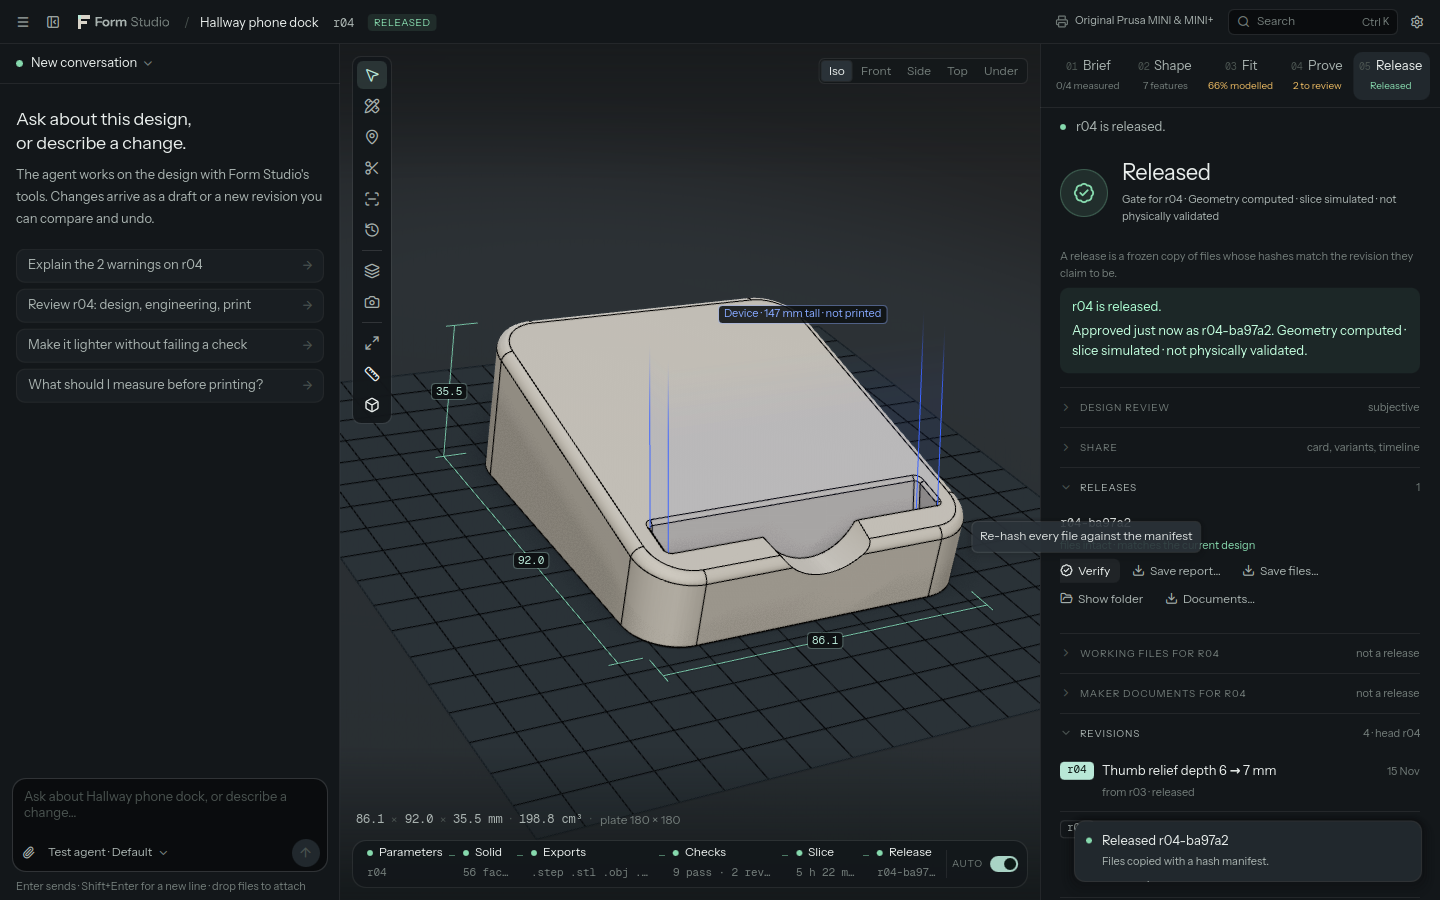 Form Studio / Hallway phone dock r04 RELEASED
Original Prusa MINI & MINI+
Search Ctrl K
New conversation
Ask about this design,
or describe a change.
The agent works on the design with Form Studio's
tools. Changes arrive as a draft or a new revision you
can compare and undo.
Explain the 2 warnings on r04
Review r04: design, engineering, print
Make it lighter without failing a check
What should I measure before printing?
Ask about Hallway phone dock, or describe a
change...
Test agent · Default
Enter sends · Shift+Enter for a new line · drop files to attach
Iso Front Side Top Under
Device · 147 mm tall · not printed
35.5
92.0
86.1
86.1 × 92.0 × 35.5 mm · 198.8 cm³ · plate 180 × 180
Parameters Solid Exports Checks Slice Release
r04 56 fac… .step .stl .obj … 9 pass · 2 rev… 5 h 22 m… r04-ba97…
AUTO
01 Brief 02 Shape 03 Fit 04 Prove 05 Release
0/4 measured 7 features 66% modelled 2 to review Released
r04 is released.
Released
Gate for r04 · Geometry computed · slice simulated · not
physically validated
A release is a frozen copy of files whose hashes match the revision they
claim to be.
r04 is released.
Approved just now as r04-ba97a2. Geometry computed ·
slice simulated · not physically validated.
DESIGN REVIEW subjective
SHARE card, variants, timeline
RELEASES 1
r04-ba97a2
Re-hash every file against the manifest
current design
Verify Save report... Save files...
Show folder Documents...
WORKING FILES FOR R04 not a release
MAKER DOCUMENTS FOR R04 not a release
REVISIONS 4 · head r04
r04 Thumb relief depth 6 → 7 mm 15 Nov
from r03 · released
Released r04-ba97a2
Files copied with a hash manifest.